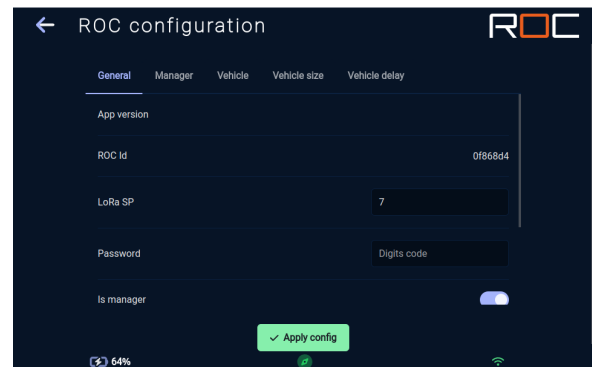 ROC configuration
ROC
General Manager Vehicle Vehicle size Vehicle delay
App version
ROC Id 0f868d4
LoRa SP 7
Password Digits code
Is manager
Apply config
64%